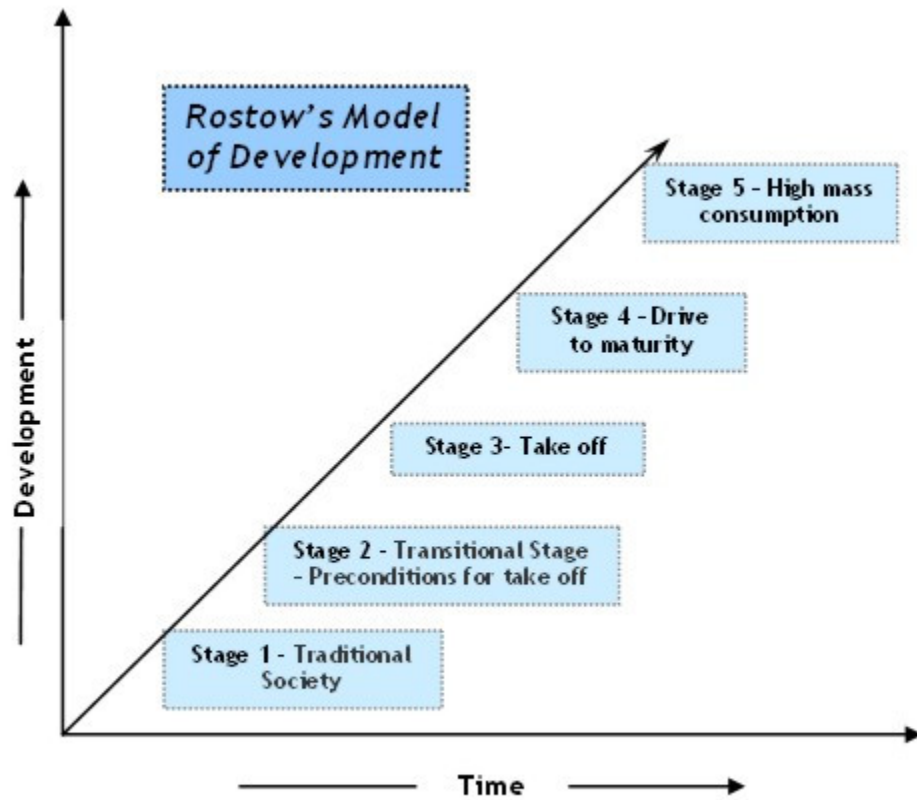 Rostow's Model
of Development
Stage 5 - High mass
consumption
Stage 4 - Drive
to maturity
Stage 3- Take off
Stage 2 - Transitional Stage
- Preconditions for take off
Stage 1 - Traditional
Society
Development
Time